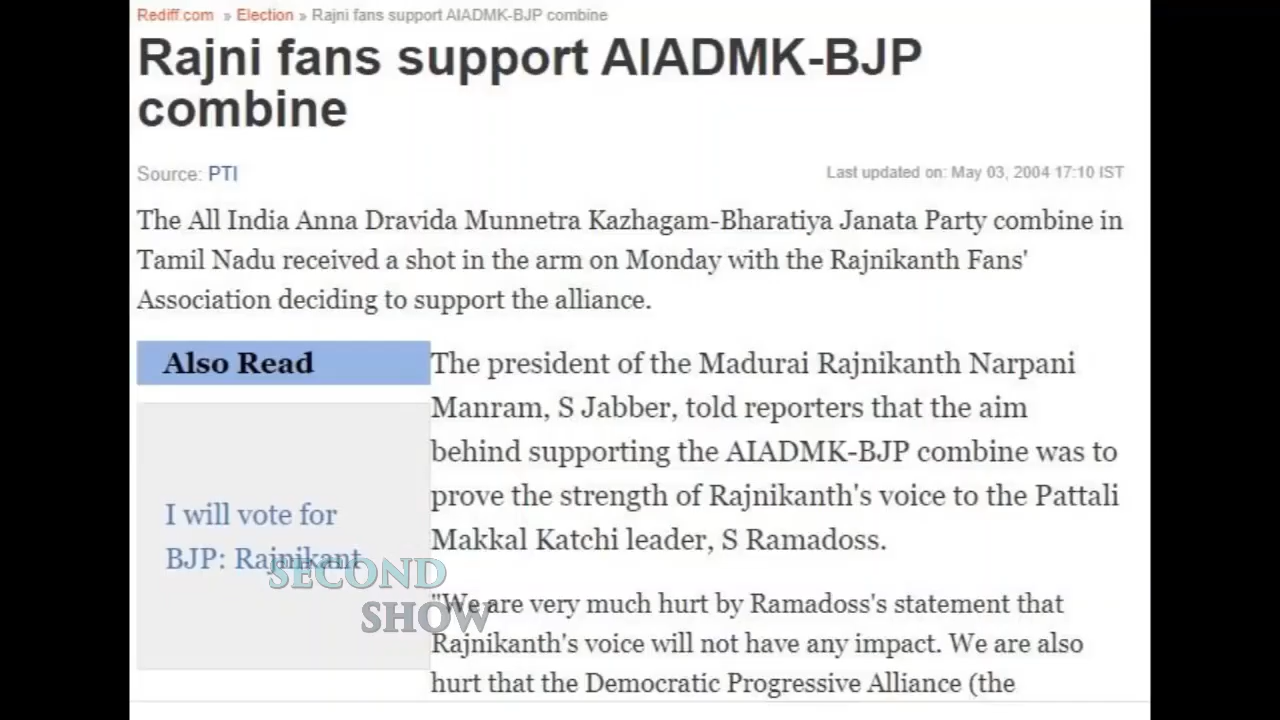 Rediff.com » Election » Rajni fans support AIADMK-BJP combine
Rajni fans support AIADMK-BJP
combine
Source: PTI
Last updated on: May 03, 2004 17:10 IST
The All India Anna Dravida Munnetra Kazhagam-Bharatiya Janata Party combine in
Tamil Nadu received a shot in the arm on Monday with the Rajnikanth Fans'
Association deciding to support the alliance.
Also Read
I will vote for
BJP: Rajnikant
The president of the Madurai Rajnikanth Narpani
Manram, S Jabber, told reporters that the aim
behind supporting the AIADMK-BJP combine was to
prove the strength of Rajnikanth's voice to the Pattali
Makkal Katchi leader, S Ramadoss.
"We are very much hurt by Ramadoss's statement that
Rajnikanth's voice will not have any impact. We are also
hurt that the Democratic Progressive Alliance (the
SECOND
SHOW